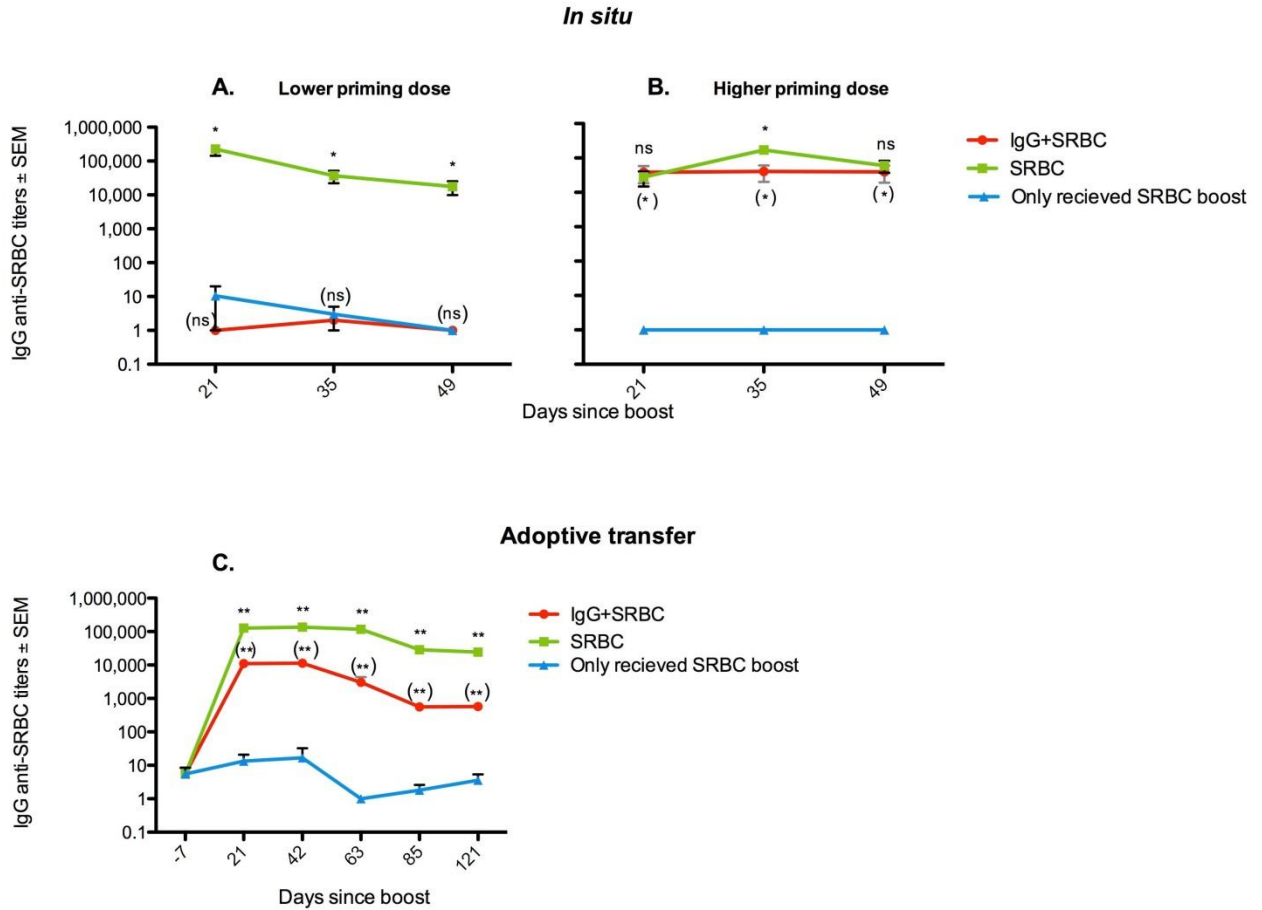 In situ
A. Lower priming dose
B. Higher priming dose
IgG anti-SRBC titers ± SEM
1,000,000
100,000
10,000
1,000
100
10
1
0.1
*
*
*
(ns)
(ns)
(ns)
21
35
49
ns
*
ns
(*)
(*)
(*)
21
35
49
Days since boost
IgG+SRBC
SRBC
Only recieved SRBC boost
Adoptive transfer
C.
IgG anti-SRBC titers ± SEM
1,000,000
100,000
10,000
1,000
100
10
1
0.1
**
**
**
**
**
(**)
(**)
(**)
(**)
(**)
-7
21
42
63
85
121
Days since boost
IgG+SRBC
SRBC
Only recieved SRBC boost